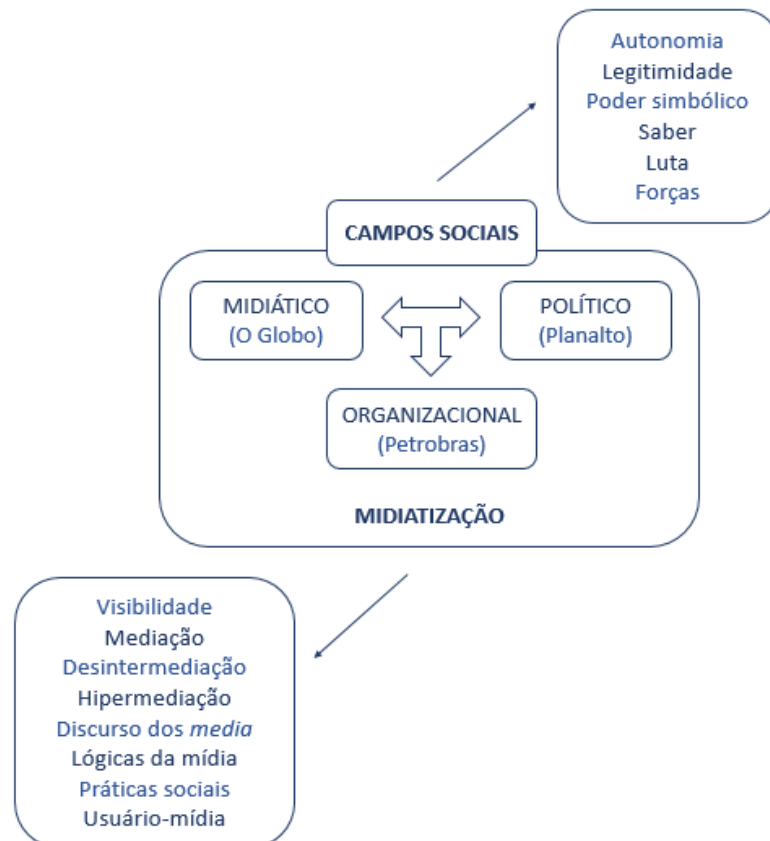 Autonomia
Legitimidade
Poder simbólico
Saber
Luta
Forças
CAMPOS SOCIAIS
MIDIÁTICO
(O Globo)
POLÍTICO
(Planalto)
ORGANIZACIONAL
(Petrobras)
MIDIATIZAÇÃO
Visibilidade
Mediação
Desintermediação
Hipermediação
Discurso dos media
Lógicas da mídia
Práticas sociais
Usuário-mídia